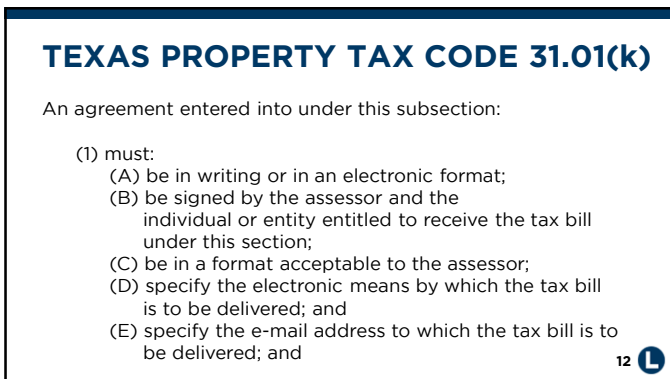 TEXAS PROPERTY TAX CODE 31.01(k)
An agreement entered into under this subsection:
(1) must:
(A) be in writing or in an electronic format;
(B) be signed by the assessor and the
individual or entity entitled to receive the tax bill
under this section;
(C) be in a format acceptable to the assessor;
(D) specify the electronic means by which the tax bill
is to be delivered; and
(E) specify the e-mail address to which the tax bill is to
be delivered; and
12 L